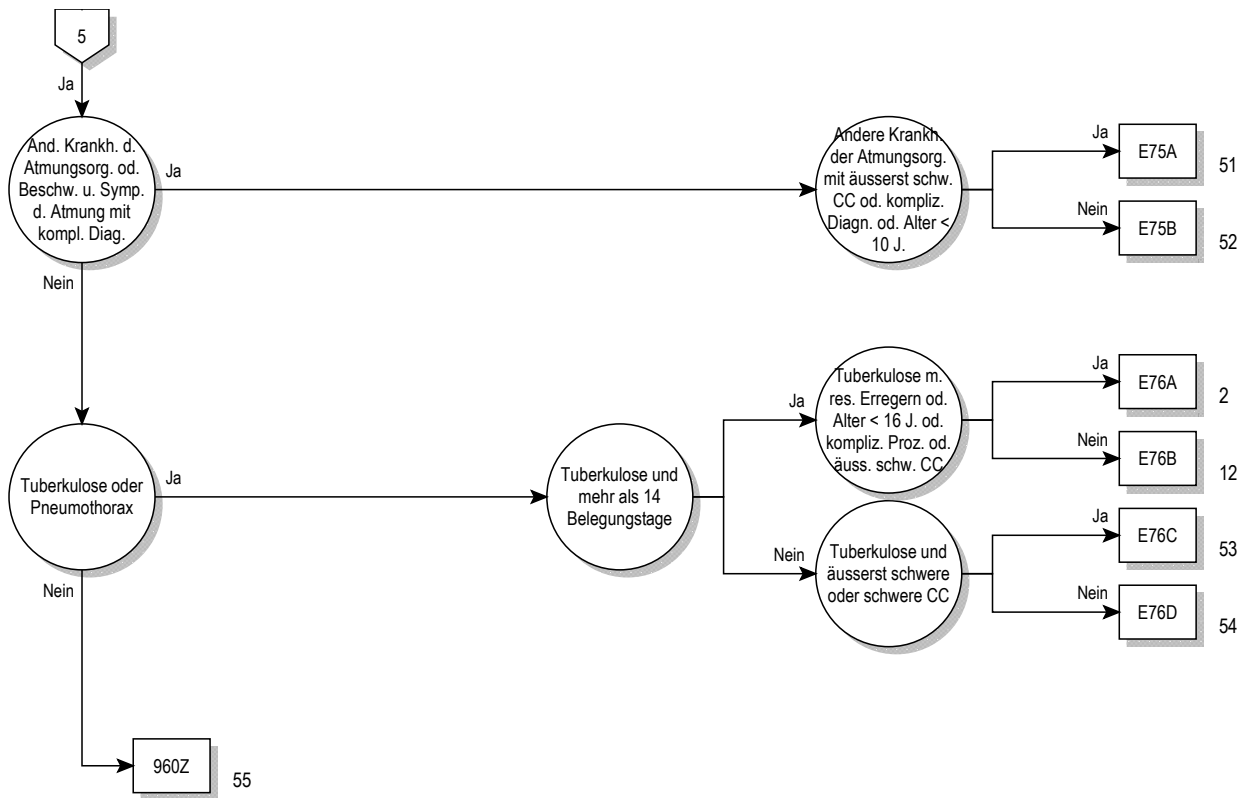 5
Ja
And. Krankh. d.
Atmungsorg. od.
Beschw. u. Symp.
d. Atmung mit
kompl. Diag.
Ja
Andere Krankh.
der Atmungsorg.
mit äusserst schw.
CC od. kompliz.
Diagn. od. Alter <
10 J.
Ja
E75A
51
Nein
E75B
52
Nein
Tuberkulose oder
Pneumothorax
Ja
Tuberkulose und
mehr als 14
Belegungstage
Ja
Tuberkulose m.
res. Erregern od.
Alter < 16 J. od.
kompliz. Proz. od.
äuss. schw. CC
Ja
E76A
2
Nein
E76B
12
Nein
Tuberkulose und
äusserst schwere
oder schwere CC
Ja
E76C
53
Nein
E76D
54
Nein
960Z
55